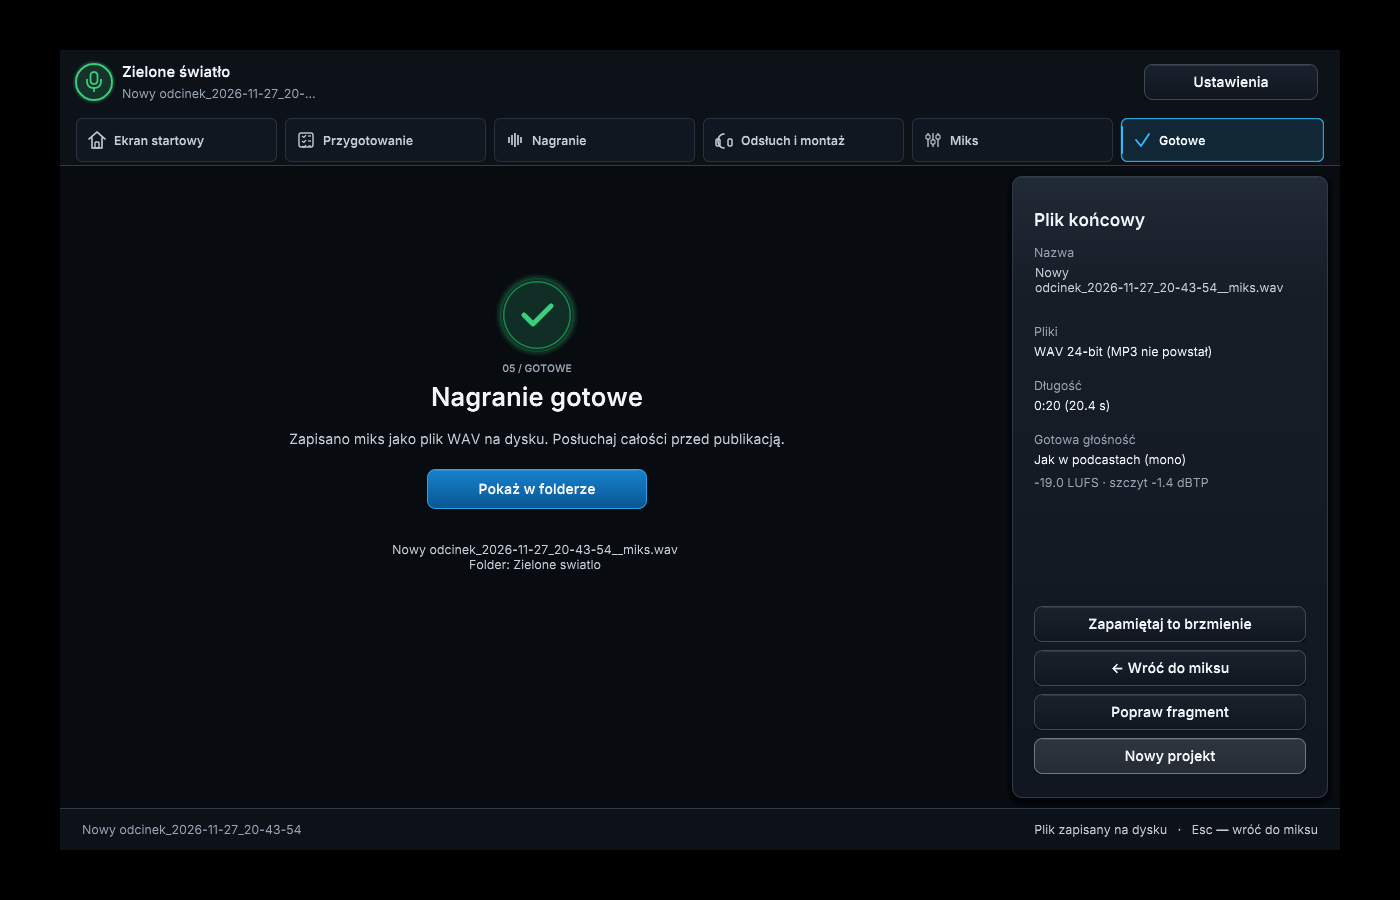 Zielone światło
Nowy odcinek_2026-11-27_20-...
Ustawienia
Ekran startowy
Przygotowanie
Nagranie
Odsłuch i montaż
Miks
Gotowe
05 / GOTOWE
Nagranie gotowe
Zapisano miks jako plik WAV na dysku. Posłuchaj całości przed publikacją.
Pokaż w folderze
Nowy odcinek_2026-11-27_20-43-54__miks.wav
Folder: Zielone swiatlo
Plik końcowy
Nazwa
Nowy
odcinek_2026-11-27_20-43-54__miks.wav
Pliki
WAV 24-bit (MP3 nie powstał)
Długość
0:20 (20.4 s)
Gotowa głośność
Jak w podcastach (mono)
-19.0 LUFS · szczyt -1.4 dBTP
Zapamiętaj to brzmienie
← Wróć do miksu
Popraw fragment
Nowy projekt
Nowy odcinek_2026-11-27_20-43-54
Plik zapisany na dysku · Esc — wróć do miksu